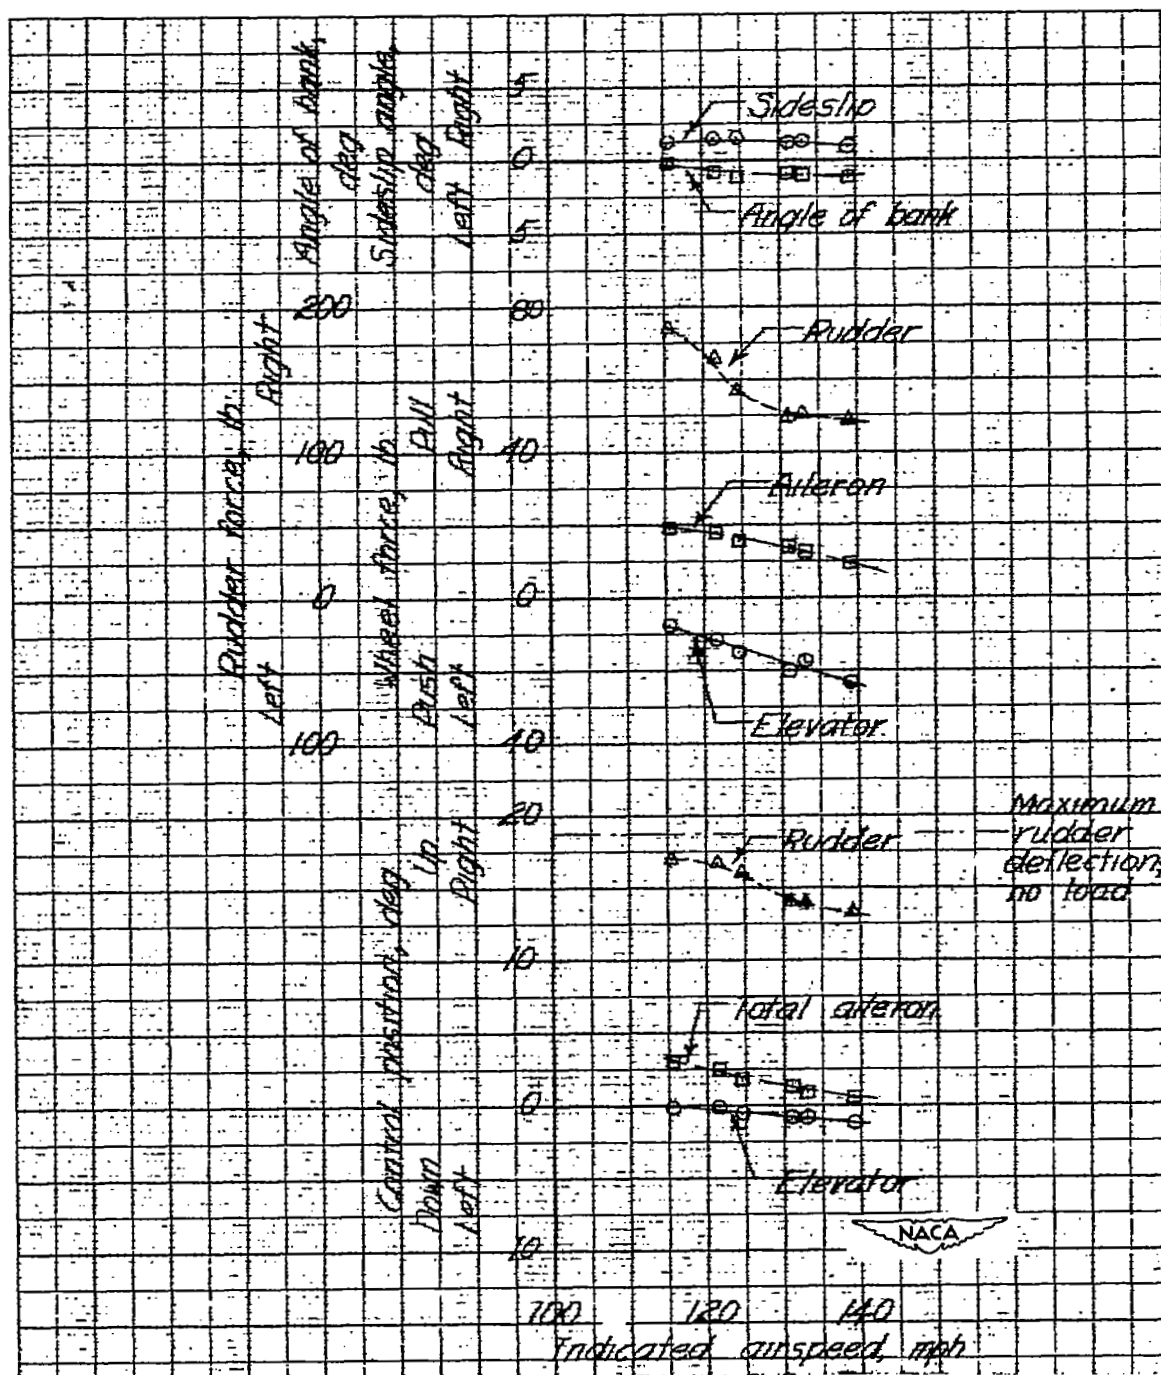 Angle of bank,
deg
Sideslip angle,
deg
Left Right
5
0
5
Sideslip
Angle of bank
Rudder force, lb
Left Right
200
100
0
100
Wheel force, lb
Push Pull
Left Right
80
40
0
40
Rudder
Aileron
Elevator
Control position, deg
Down Up
Left Right
20
10
0
10
Rudder
Maximum
rudder
deflection,
no load
Total aileron
Elevator
NACA
100 120 140
Indicated airspeed, mph